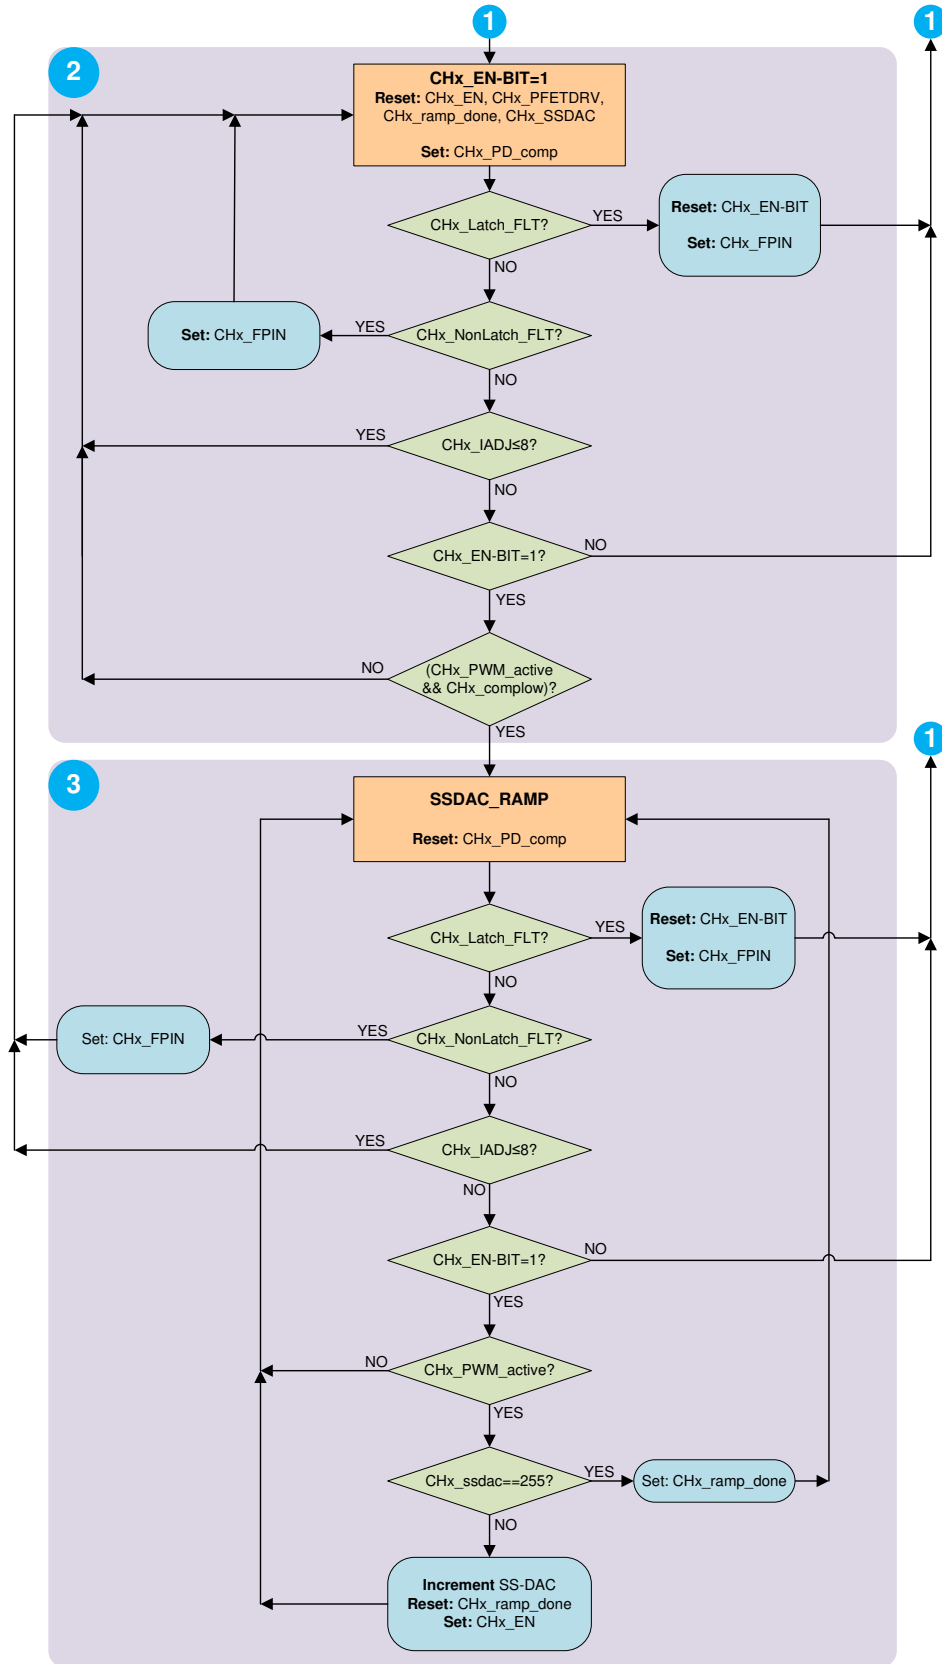 1
1
2
CHx_EN-BIT=1
Reset: CHx_EN, CHx_PFETDRV,
CHx_ramp_done, CHx_SSDAC
Set: CHx_PD_comp
CHx_Latch_FLT?
YES
Reset: CHx_EN-BIT
Set: CHx_FPIN
NO
CHx_NonLatch_FLT?
YES
Set: CHx_FPIN
NO
CHx_IADJ≤8?
YES
NO
CHx_EN-BIT=1?
NO
YES
(CHx_PWM_active
&& CHx_complow)?
NO
YES
1
3
SSDAC_RAMP
Reset: CHx_PD_comp
CHx_Latch_FLT?
YES
Reset: CHx_EN-BIT
Set: CHx_FPIN
NO
CHx_NonLatch_FLT?
YES
Set: CHx_FPIN
NO
CHx_IADJ≤8?
YES
NO
CHx_EN-BIT=1?
NO
YES
CHx_PWM_active?
NO
YES
CHx_ssdac==255?
YES
Set: CHx_ramp_done
NO
Increment SS-DAC
Reset: CHx_ramp_done
Set: CHx_EN